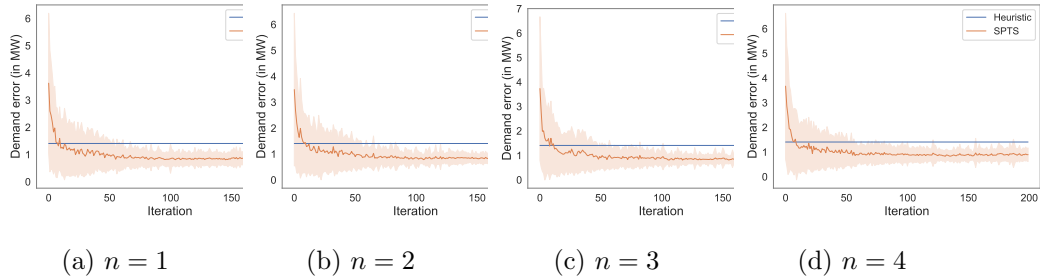 Demand error (in MW)
6
5
4
3
2
1
0
0 50 100 150
Iteration
(a) n = 1
Demand error (in MW)
6
5
4
3
2
1
0
0 50 100 150
Iteration
(b) n = 2
Demand error (in MW)
7
6
5
4
3
2
1
0
0 50 100 150
Iteration
(c) n = 3
Demand error (in MW)
6
5
4
3
2
1
0
Heuristic
SPTS
0 50 100 150 200
Iteration
(d) n = 4